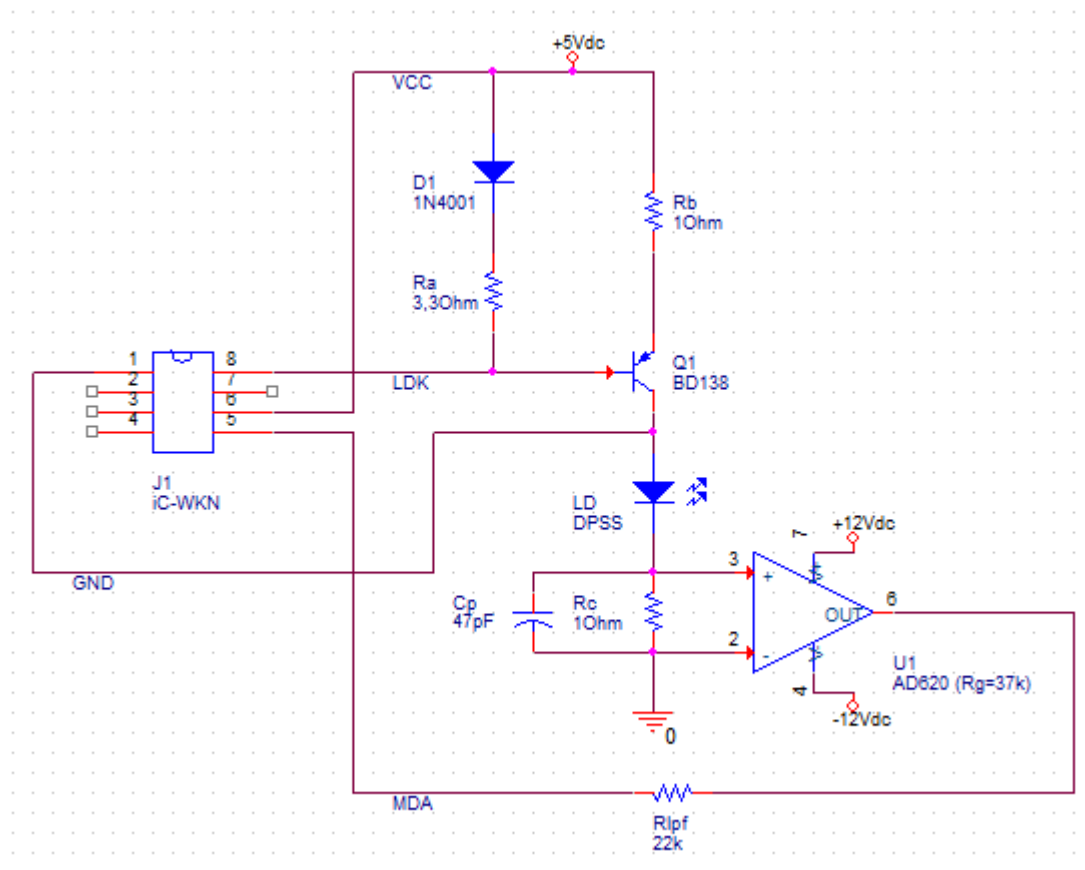 +5Vdc
VCC
D1
1N4001
Rb
1Ohm
Ra
3,3Ohm
1
2
3
4
8
7
6
5
LDK
Q1
BD138
J1
iC-WKN
LD
DPSS
GND
7
+12Vdc
3
+
Cp
47pF
Rc
1Ohm
OUT
6
2
-
U1
AD620 (Rg=37k)
4
-12Vdc
0
MDA
Rlpf
22k